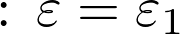 : ε = ε₁